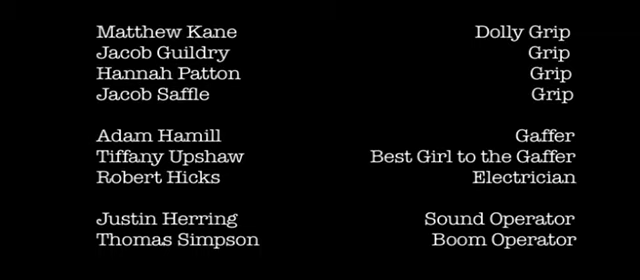 Matthew Kane Dolly Grip
Jacob Guildry Grip
Hannah Patton Grip
Jacob Saffle Grip
Adam Hamill Gaffer
Tiffany Upshaw Best Girl to the Gaffer
Robert Hicks Electrician
Justin Herring Sound Operator
Thomas Simpson Boom Operator